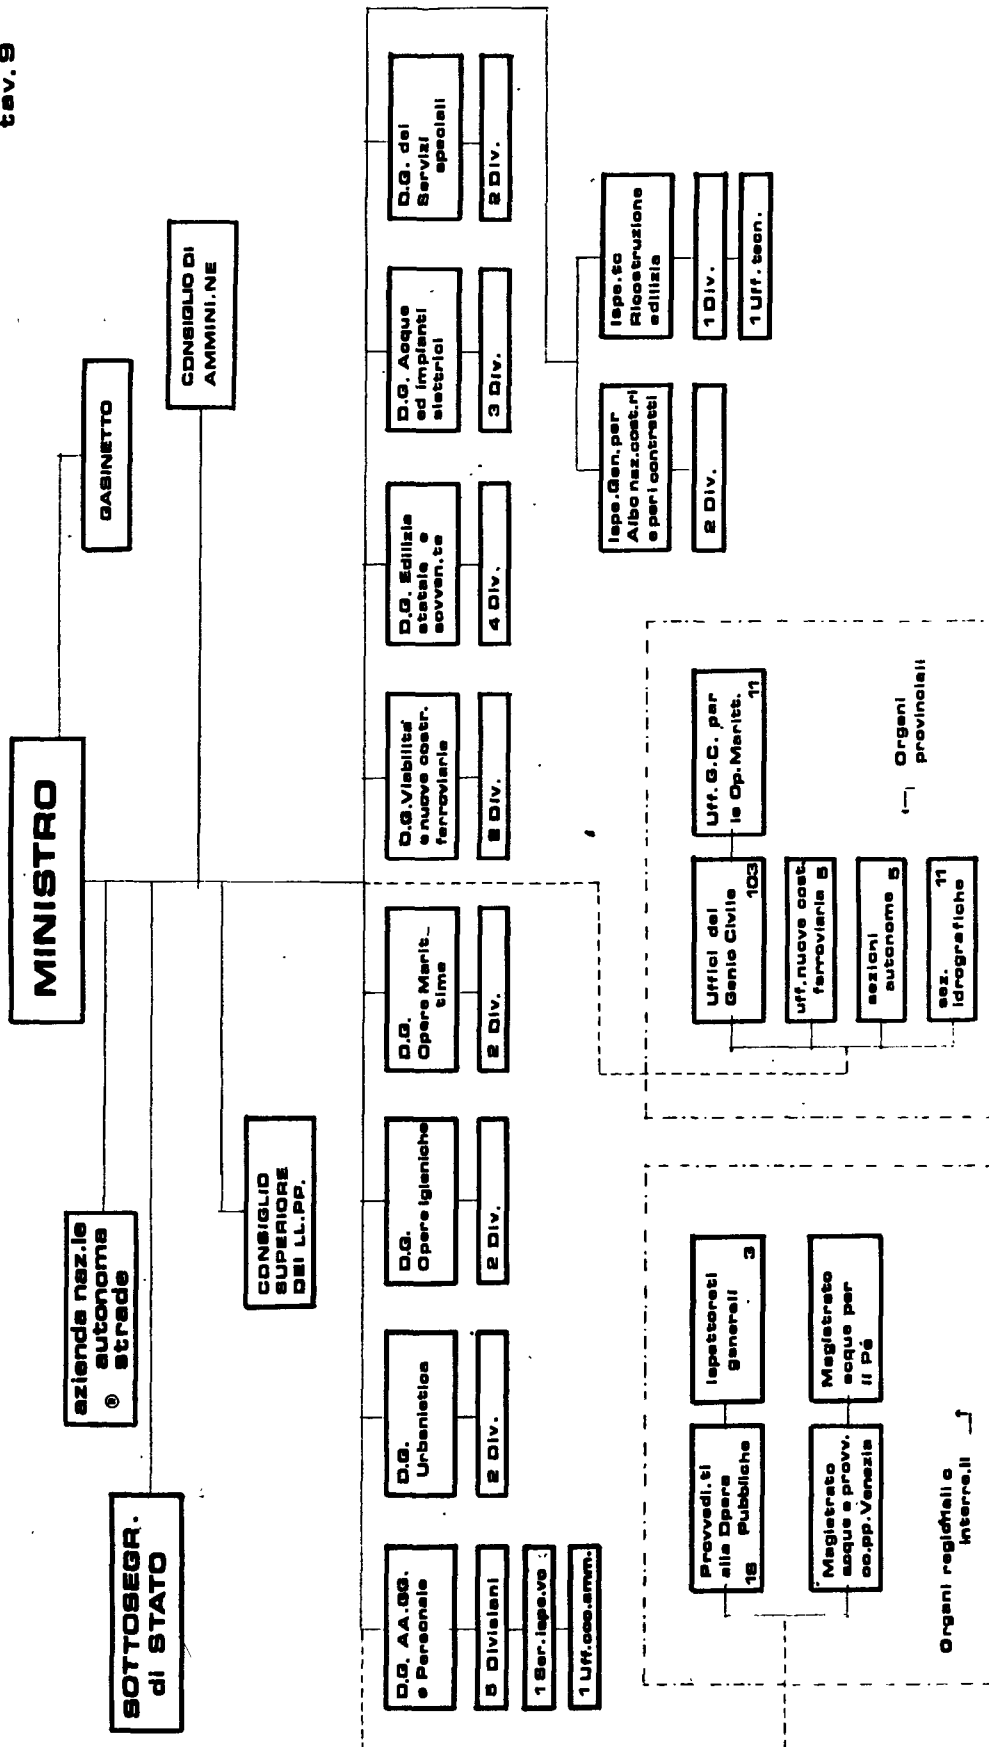 tav. 9
MINISTRO
GABINETTO
CONSIGLIO DI
AMMINI.NE
azienda naz.le
autonoma
strade
SOTTOSEGR.
di STATO
CONSIGLIO
SUPERIORE
DEI LL.PP.
D.G. AA.GG.
e Personale
5 Divisioni
1 Ser.ispe.vo
1 Uff.coo.amm.
D.G.
Urbanistica
2 Div.
D.G.
Opere Igieniche
2 Div.
D.G.
Opere Marit_
time
2 Div.
D.G. Viabilita'
e nuove costr.
ferroviarie
2 Div.
D.G. Edilizia
statale e
sovven.ta
4 Div.
D.G. Acque
ed impianti
elettrici
3 Div.
D.G. dei
Servizi
speciali
2 Div.
Ispe.Gen.per
Albo naz.cost.ri
e per i contratti
2 Div.
Ispe.to
Ricostruzione
edilizia
1 Div.
1 Uff. tecn.
Provvedi.ti
alle Opere
18 Pubbliche
Ispettorati
generali 3
Magistrato
acque e provv.
oo.pp. Venezia
Magistrato
acque per
il Pó
Organi regionali o
interre.li
Uffici del
Genio Civile
103
Uff. G.C. per
le Op. Maritt.
11
uff. nuove cost.
ferroviarie 5
sezioni
autonome 5
sez. 11
idrografiche
Organi
provinciali